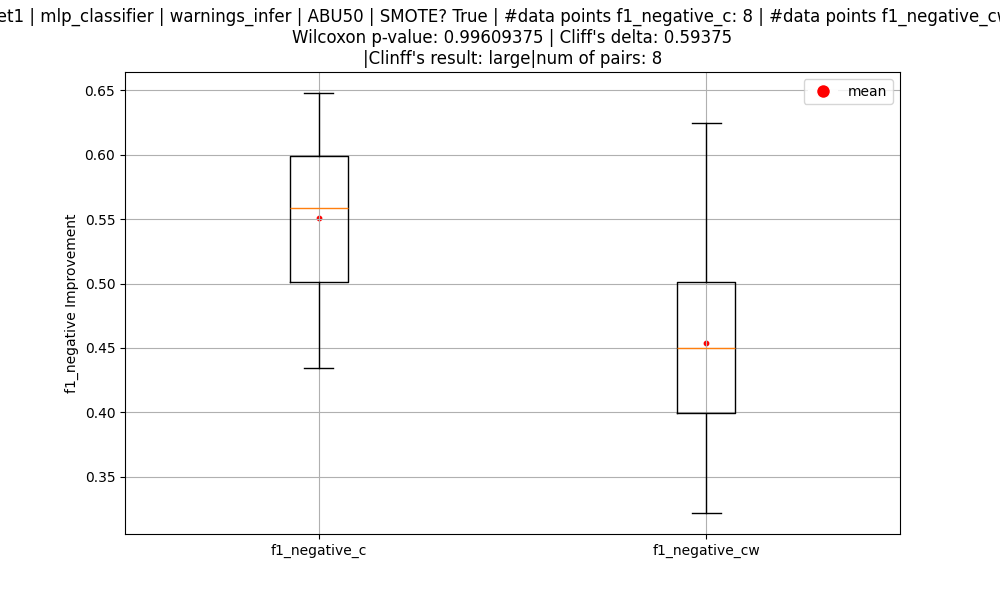 | mlp_classifier | warnings_infer | ABU50 | SMOTE? True | #data points f1_negative_c: 8 | #data points
Wilcoxon p-value: 0.99609375 | Cliff's delta: 0.59375
|Clinff's result: large|num of pairs: 8
mean
0.65
0.60
0.55
0.50
0.45
0.40
0.35
f1_negative Improvement
f1_negative_c
f1_negative_cw